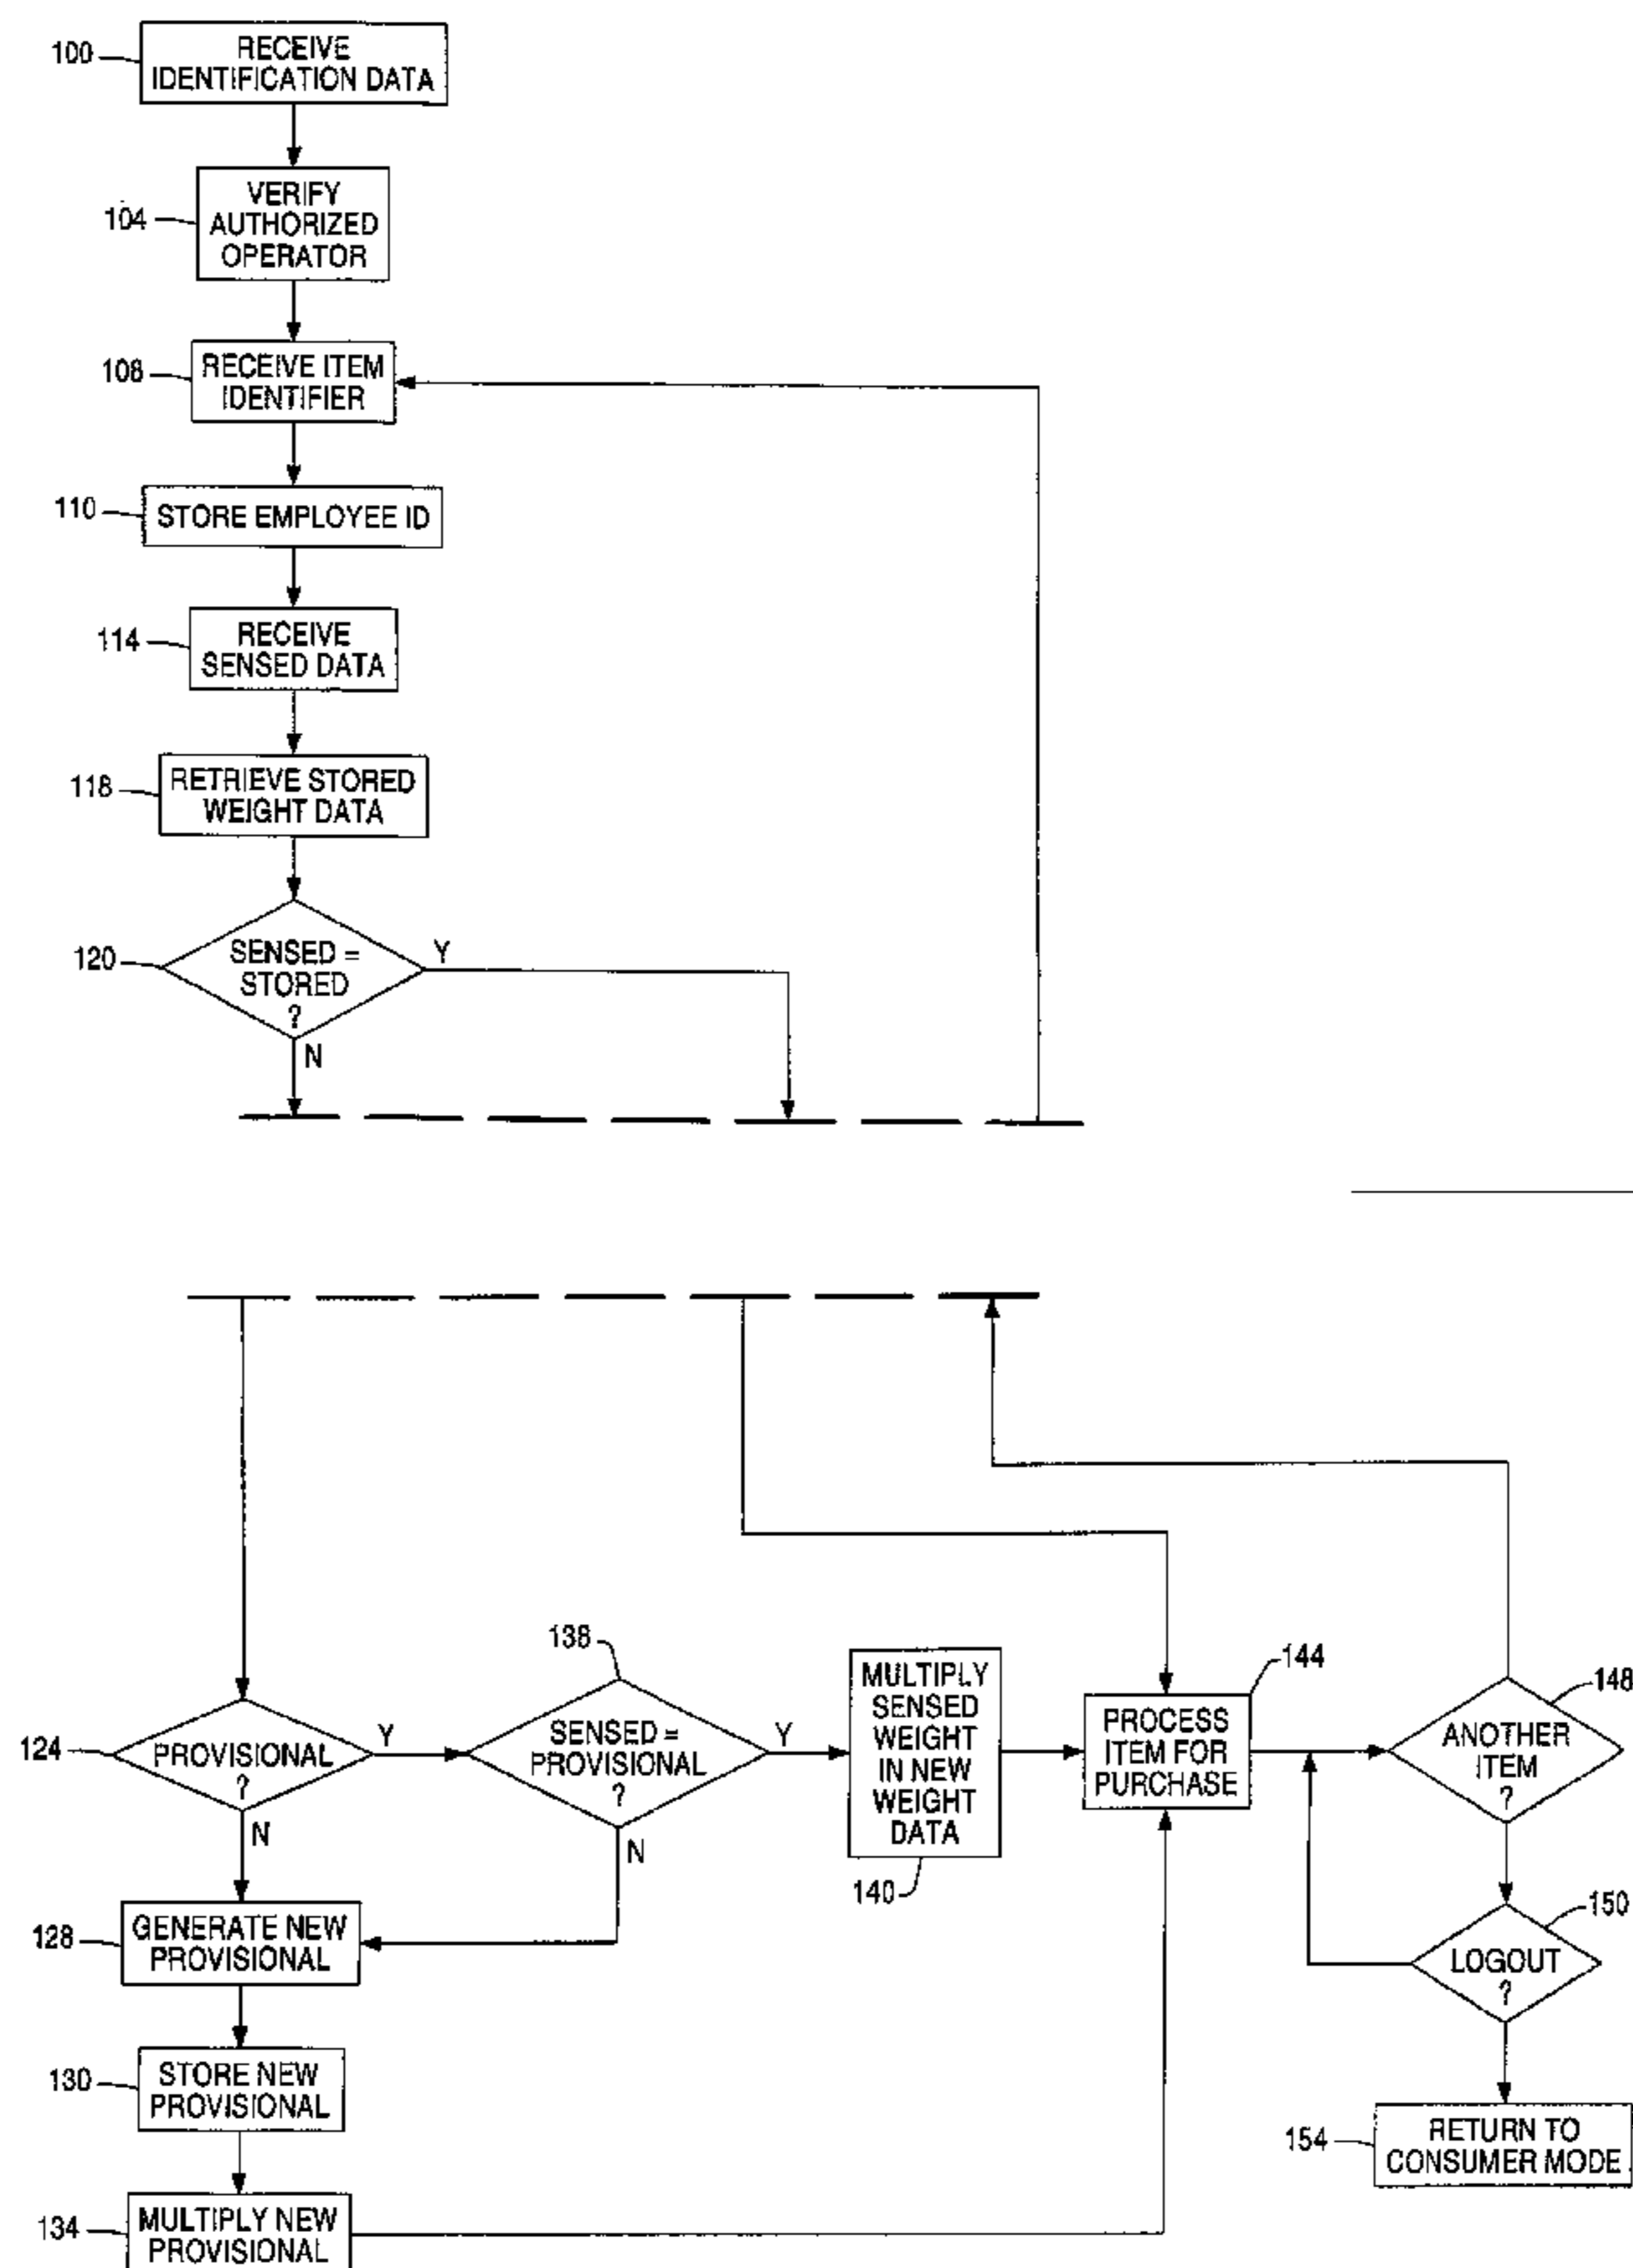 100
RECEIVE
IDENTIFICATION DATA
104
VERIFY
AUTHORIZED
OPERATOR
108
RECEIVE ITEM
IDENTIFIER
110
STORE EMPLOYEE ID
114
RECEIVE
SENSED DATA
118
RETRIEVE STORED
WEIGHT DATA
120
SENSED =
STORED
?
Y
N
124
PROVISIONAL
?
Y
N
138
SENSED =
PROVISIONAL
?
Y
N
MULTIPLY
SENSED
WEIGHT
IN NEW
WEIGHT
DATA
140
144
PROCESS
ITEM FOR
PURCHASE
148
ANOTHER
ITEM
?
128
GENERATE NEW
PROVISIONAL
150
LOGOUT
?
130
STORE NEW
PROVISIONAL
154
RETURN TO
CONSUMER MODE
134
MULTIPLY NEW
PROVISIONAL